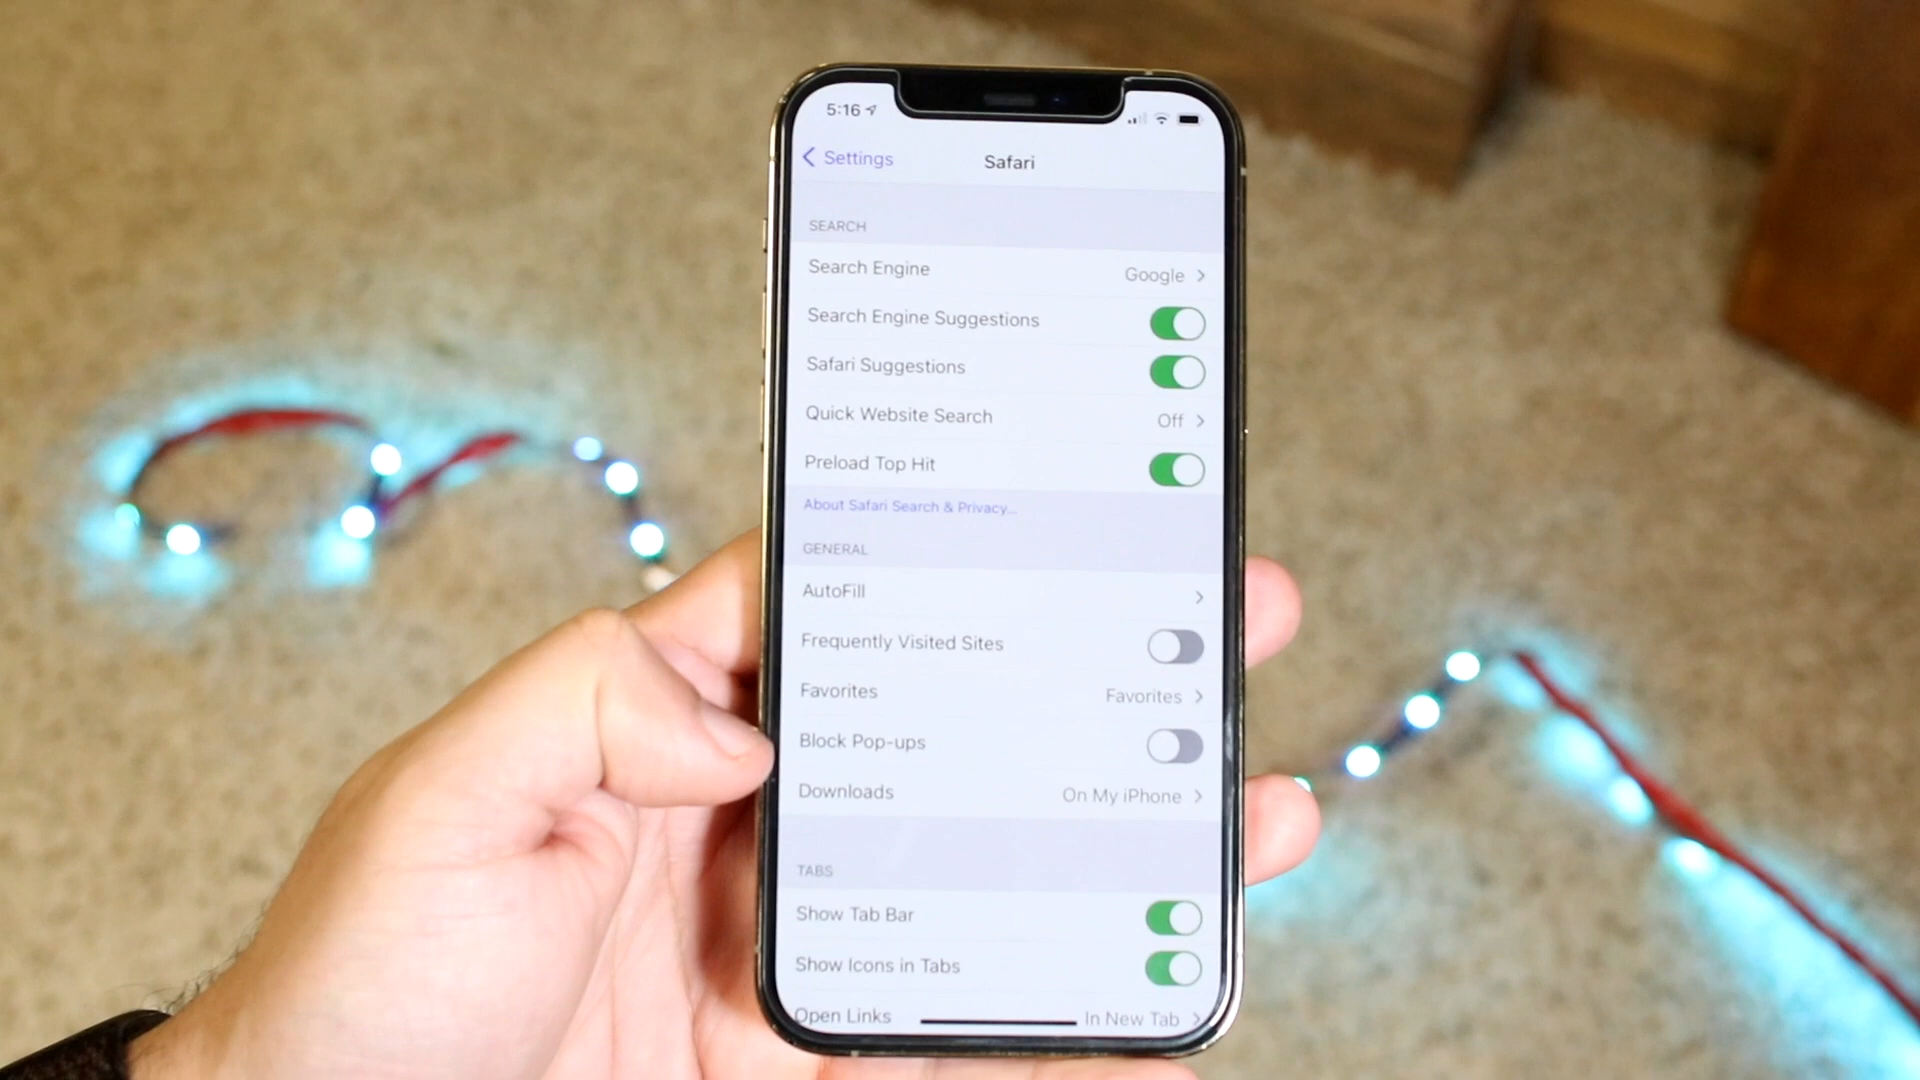 5:16
Settings
Safari
SEARCH
Search Engine Google
Search Engine Suggestions
Safari Suggestions
Quick Website Search Off
Preload Top Hit
About Safari Search & Privacy...
GENERAL
AutoFill
Frequently Visited Sites
Favorites Favorites
Block Pop-ups
Downloads On My iPhone
TABS
Show Tab Bar
Show Icons in Tabs
Open Links In New Tab